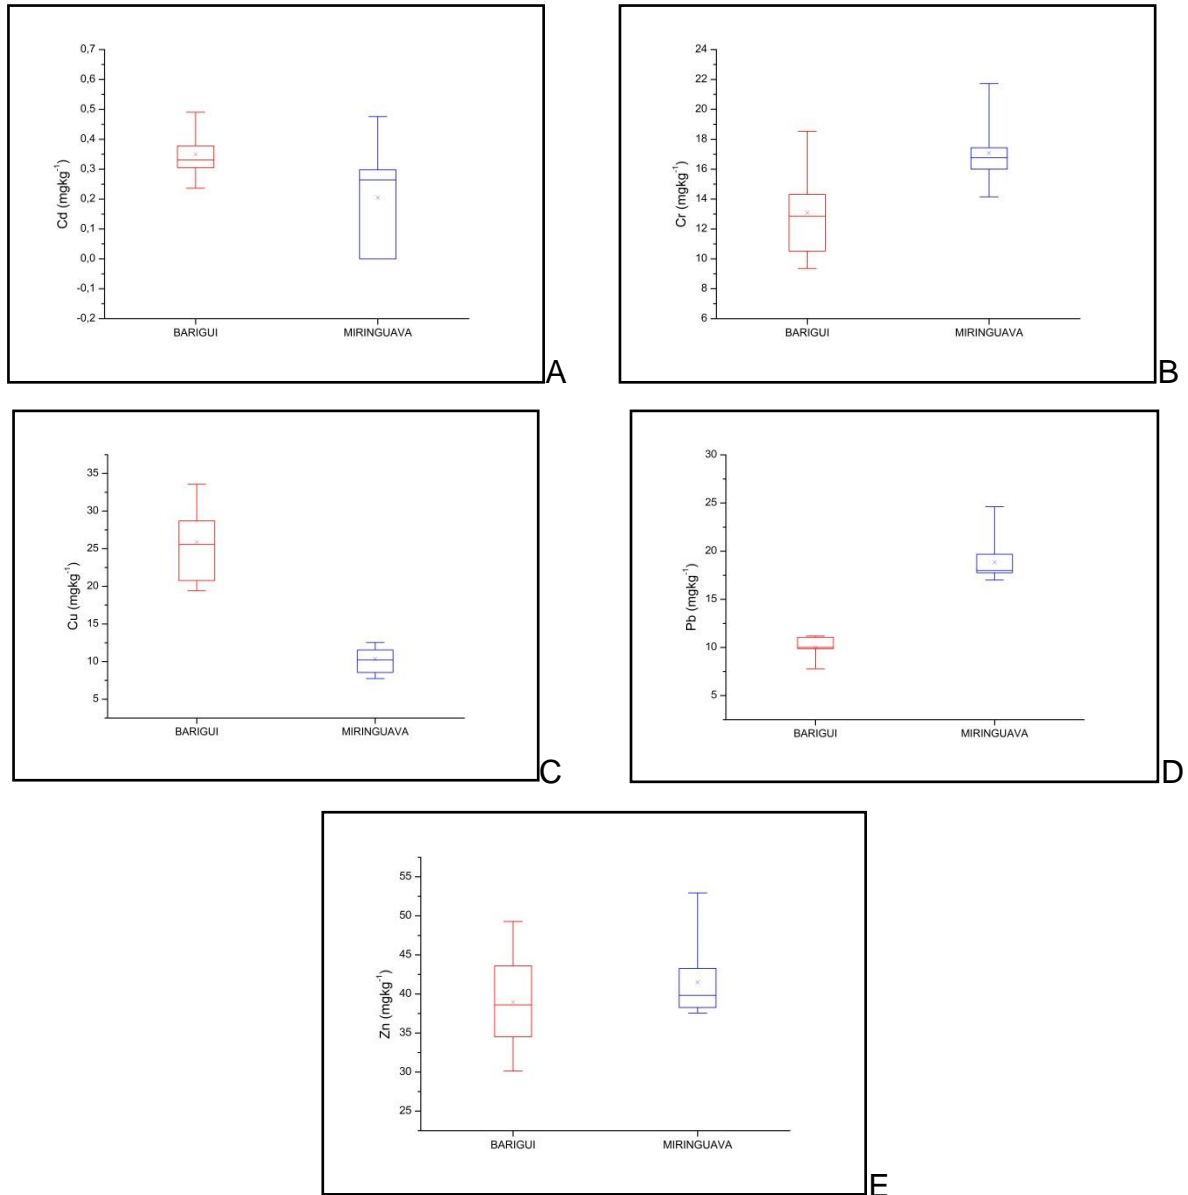 0,7
0,6
0,5
0,4
0,3
0,2
0,1
0,0
-0,1
-0,2
Cd (mgkg⁻¹)
BARIGUI MIRINGUAVA
A
24
22
20
18
16
14
12
10
8
6
Cr (mgkg⁻¹)
BARIGUI MIRINGUAVA
B
35
30
25
20
15
10
5
Cu (mgkg⁻¹)
BARIGUI MIRINGUAVA
C
30
25
20
15
10
5
Pb (mgkg⁻¹)
BARIGUI MIRINGUAVA
D
55
50
45
40
35
30
25
Zn (mgkg⁻¹)
BARIGUI MIRINGUAVA
E